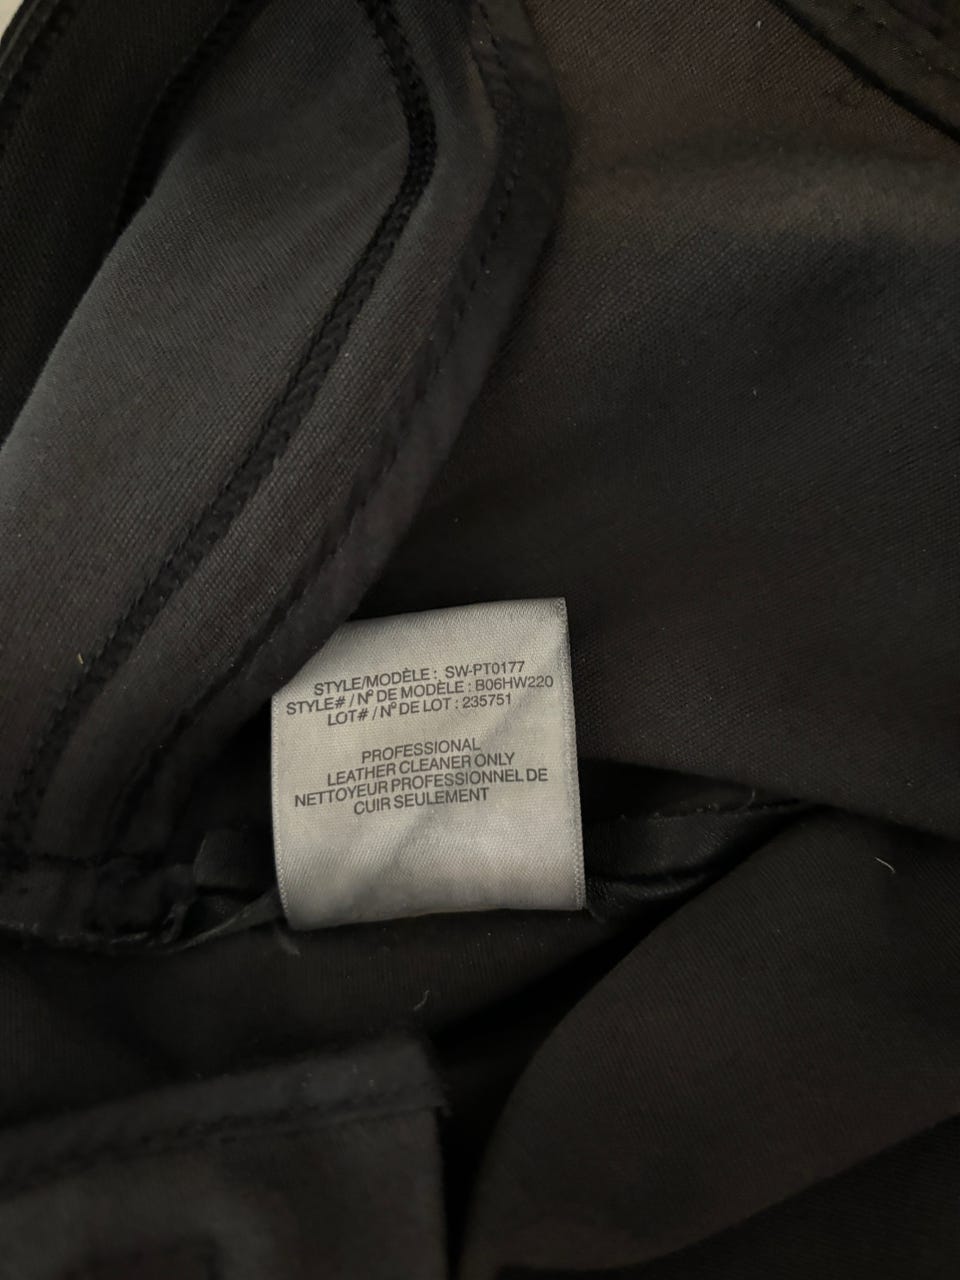 STYLE/MODÈLE : SW-PT0177
STYLE# / Nº DE MODÈLE : B06HW220
LOT# / Nº DE LOT : 235751
PROFESSIONAL
LEATHER CLEANER ONLY
NETTOYEUR PROFESSIONNEL DE
CUIR SEULEMENT